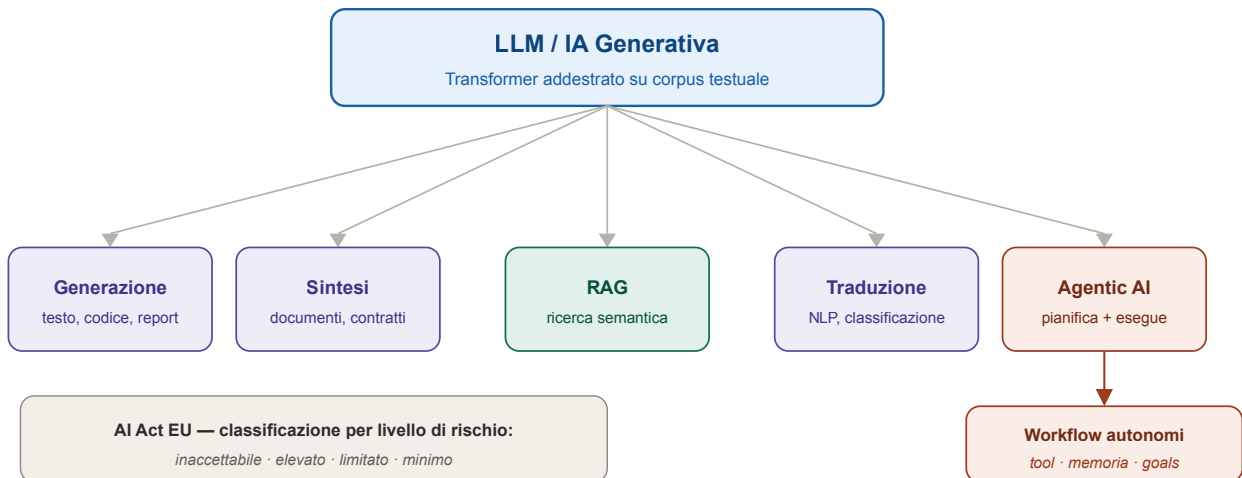 LLM / IA Generativa
Transformer addestrato su corpus testuale
Generazione
testo, codice, report
Sintesi
documenti, contratti
RAG
ricerca semantica
Traduzione
NLP, classificazione
Agentic AI
pianifica + esegue
AI Act EU — classificazione per livello di rischio:
inaccettabile · elevato · limitato · minimo
Workflow autonomi
tool · memoria · goals